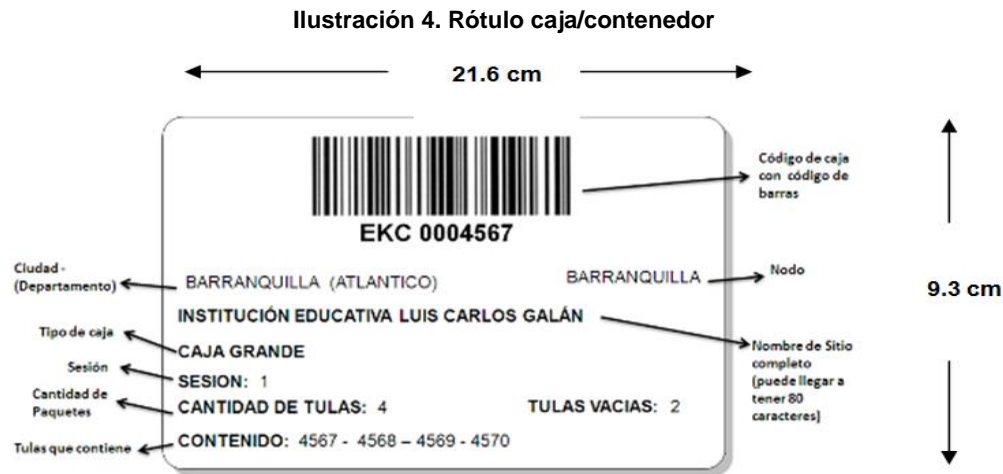 Ilustración 4. Rótulo caja/contenedor
21.6 cm
Código de caja
con código de
barras
EKC 0004567
Ciudad -
(Departamento)
BARRANQUILLA (ATLANTICO)
BARRANQUILLA
Nodo
9.3 cm
INSTITUCIÓN EDUCATIVA LUIS CARLOS GALÁN
Tipo de caja
CAJA GRANDE
Nombre de Sitio
completo
(puede llegar a
tener 80
caracteres)
Sesión
SESION: 1
Cantidad de
Paquetes
CANTIDAD DE TULAS: 4
TULAS VACIAS: 2
Tulas que contiene
CONTENIDO: 4567 - 4568 – 4569 - 4570